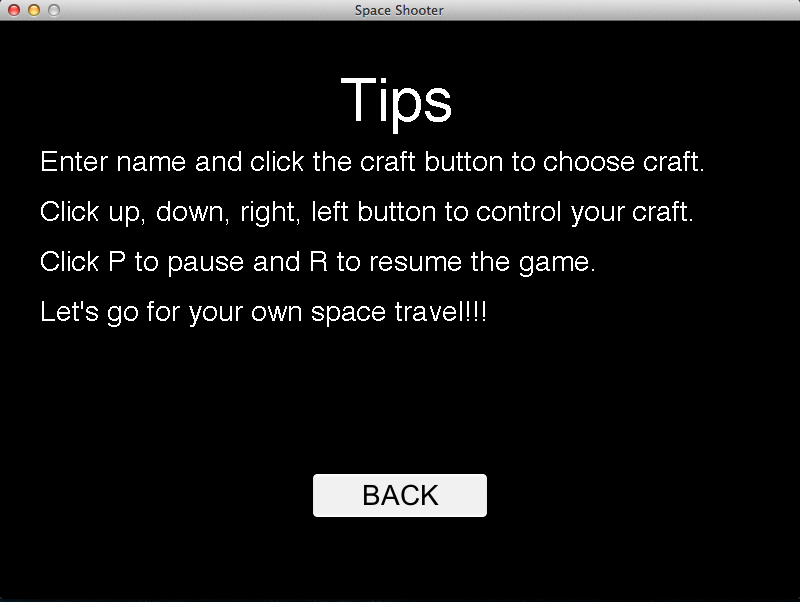 Space Shooter
Tips
Enter name and click the craft button to choose craft.
Click up, down, right, left button to control your craft.
Click P to pause and R to resume the game.
Let's go for your own space travel!!!
BACK